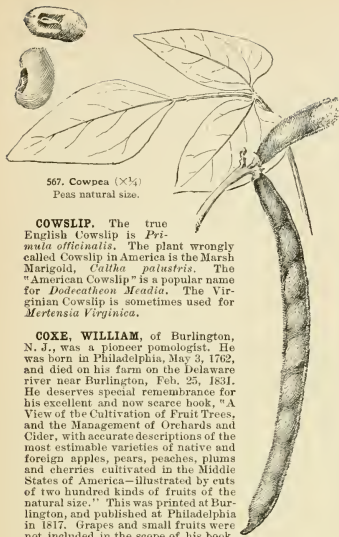 567. Cowpea (×¼)
Peas natural size.
COWSLIP. The true
English Cowslip is Pri-
mula officinalis. The plant wrongly
called Cowslip in America is the Marsh
Marigold, Caltha palustris. The
"American Cowslip" is a popular name
for Dodecatheon Meadia. The Vir-
ginian Cowslip is sometimes used for
Mertensia Virginica.
COXE, WILLIAM, of Burlington,
N. J., was a pioneer pomologist. He
was born in Philadelphia, May 3, 1762,
and died on his farm on the Delaware
river near Burlington, Feb. 25, 1831.
He deserves special remembrance for
his excellent and now scarce book, "A
View of the Cultivation of Fruit Trees,
and the Management of Orchards and
Cider, with accurate descriptions of the
most estimable varieties of native and
foreign apples, pears, peaches, plums
and cherries cultivated in the Middle
States of America—illustrated by cuts
of two hundred kinds of fruits of the
natural size." This was printed at Bur-
lington, and published at Philadelphia
in 1817. Grapes and small fruits were
not included in the scope of his book